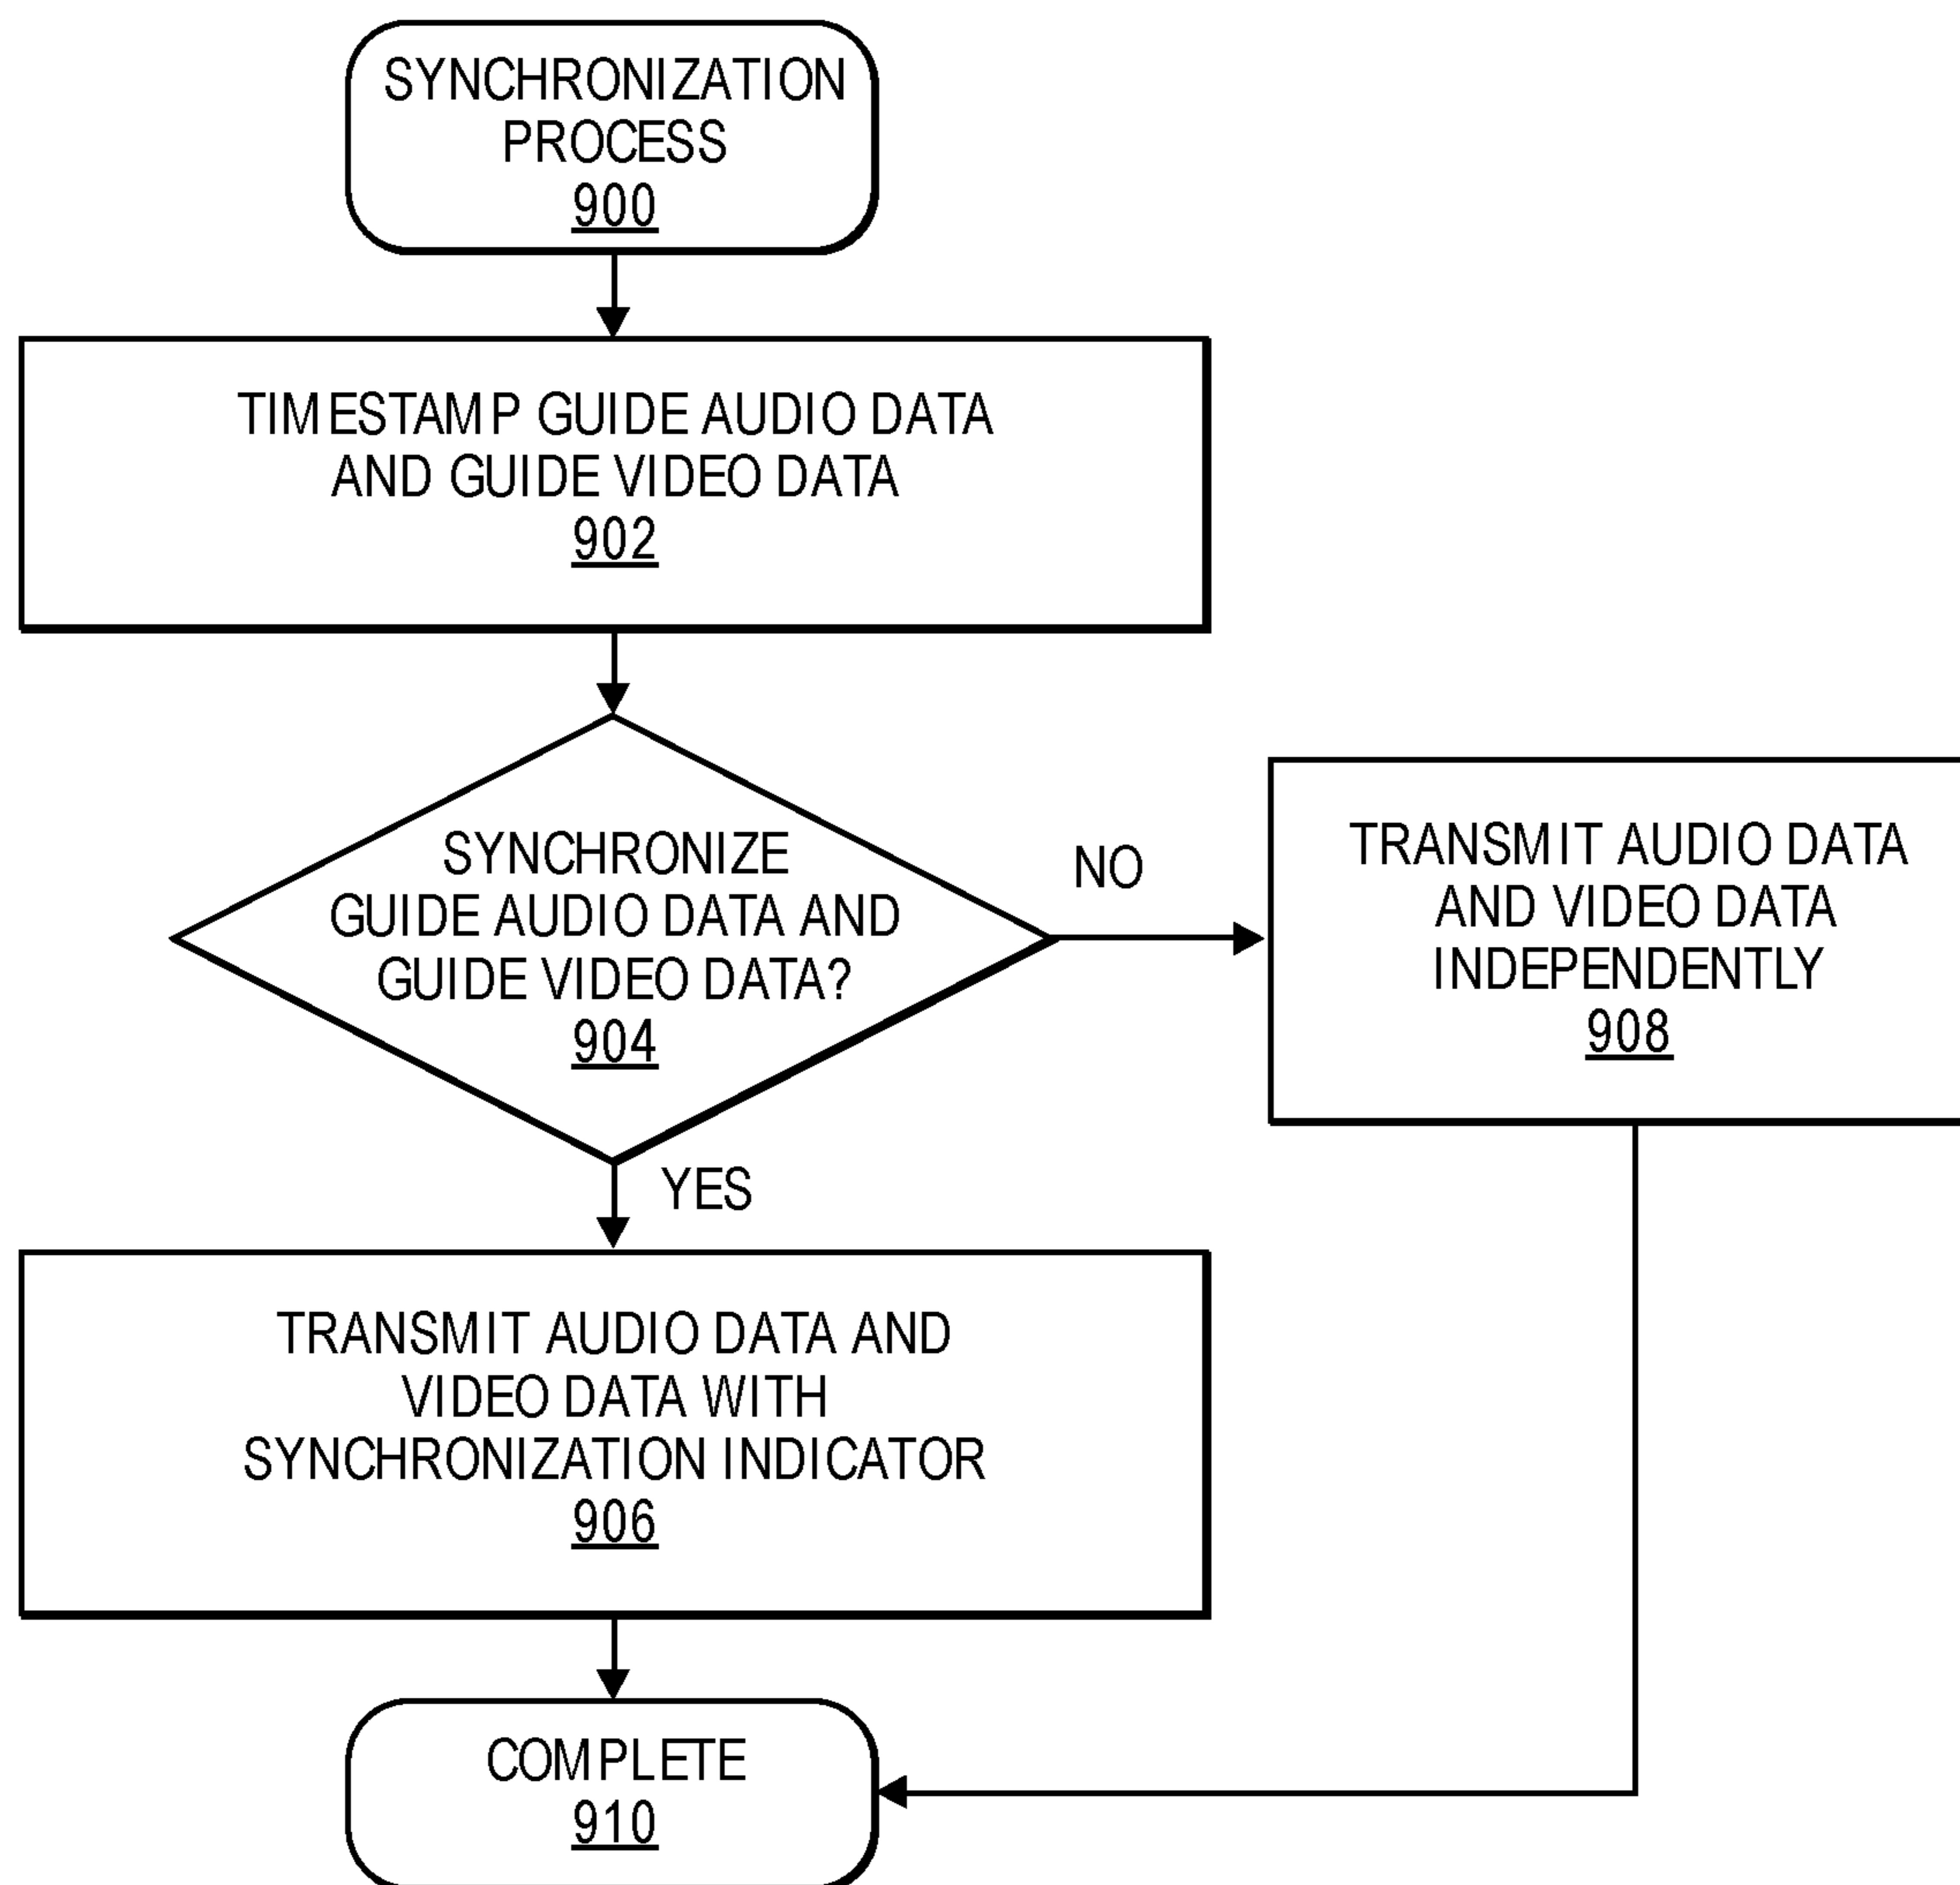 SYNCHRONIZATION
PROCESS
900
TIMESTAMP GUIDE AUDIO DATA
AND GUIDE VIDEO DATA
902
SYNCHRONIZE
GUIDE AUDIO DATA AND
GUIDE VIDEO DATA?
904
NO
TRANSMIT AUDIO DATA
AND VIDEO DATA
INDEPENDENTLY
908
YES
TRANSMIT AUDIO DATA AND
VIDEO DATA WITH
SYNCHRONIZATION INDICATOR
906
COMPLETE
910